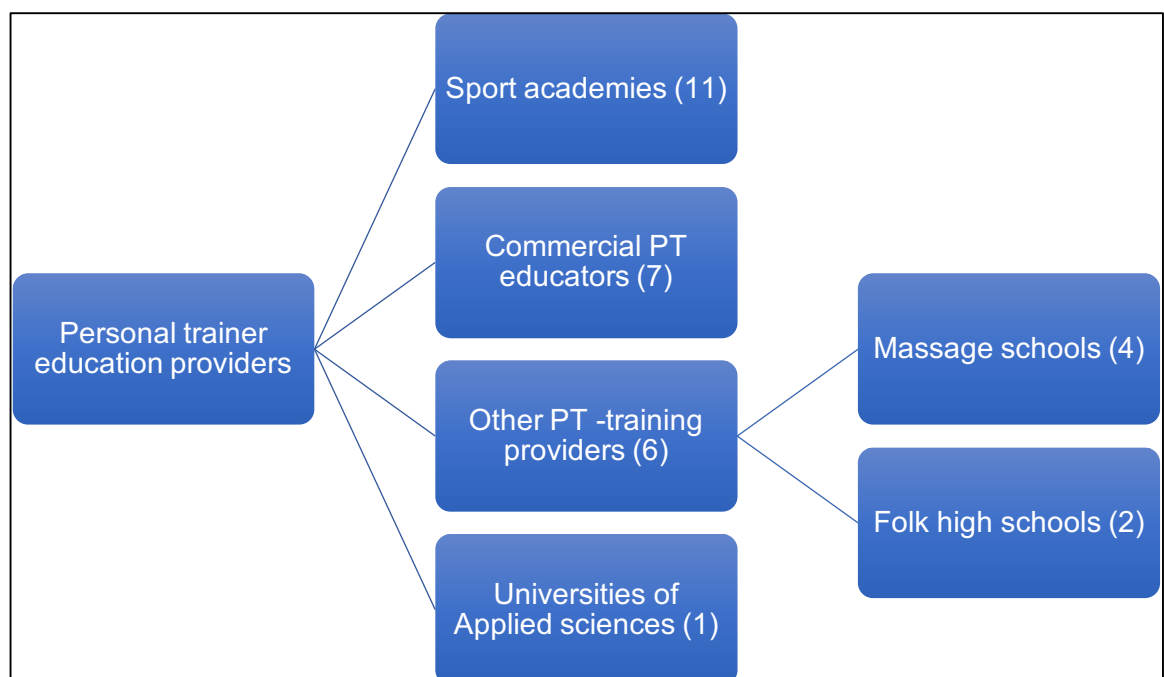 Personal trainer
education providers
Sport academies (11)
Commercial PT
educators (7)
Other PT -training
providers (6)
Universities of
Applied sciences (1)
Massage schools (4)
Folk high schools (2)